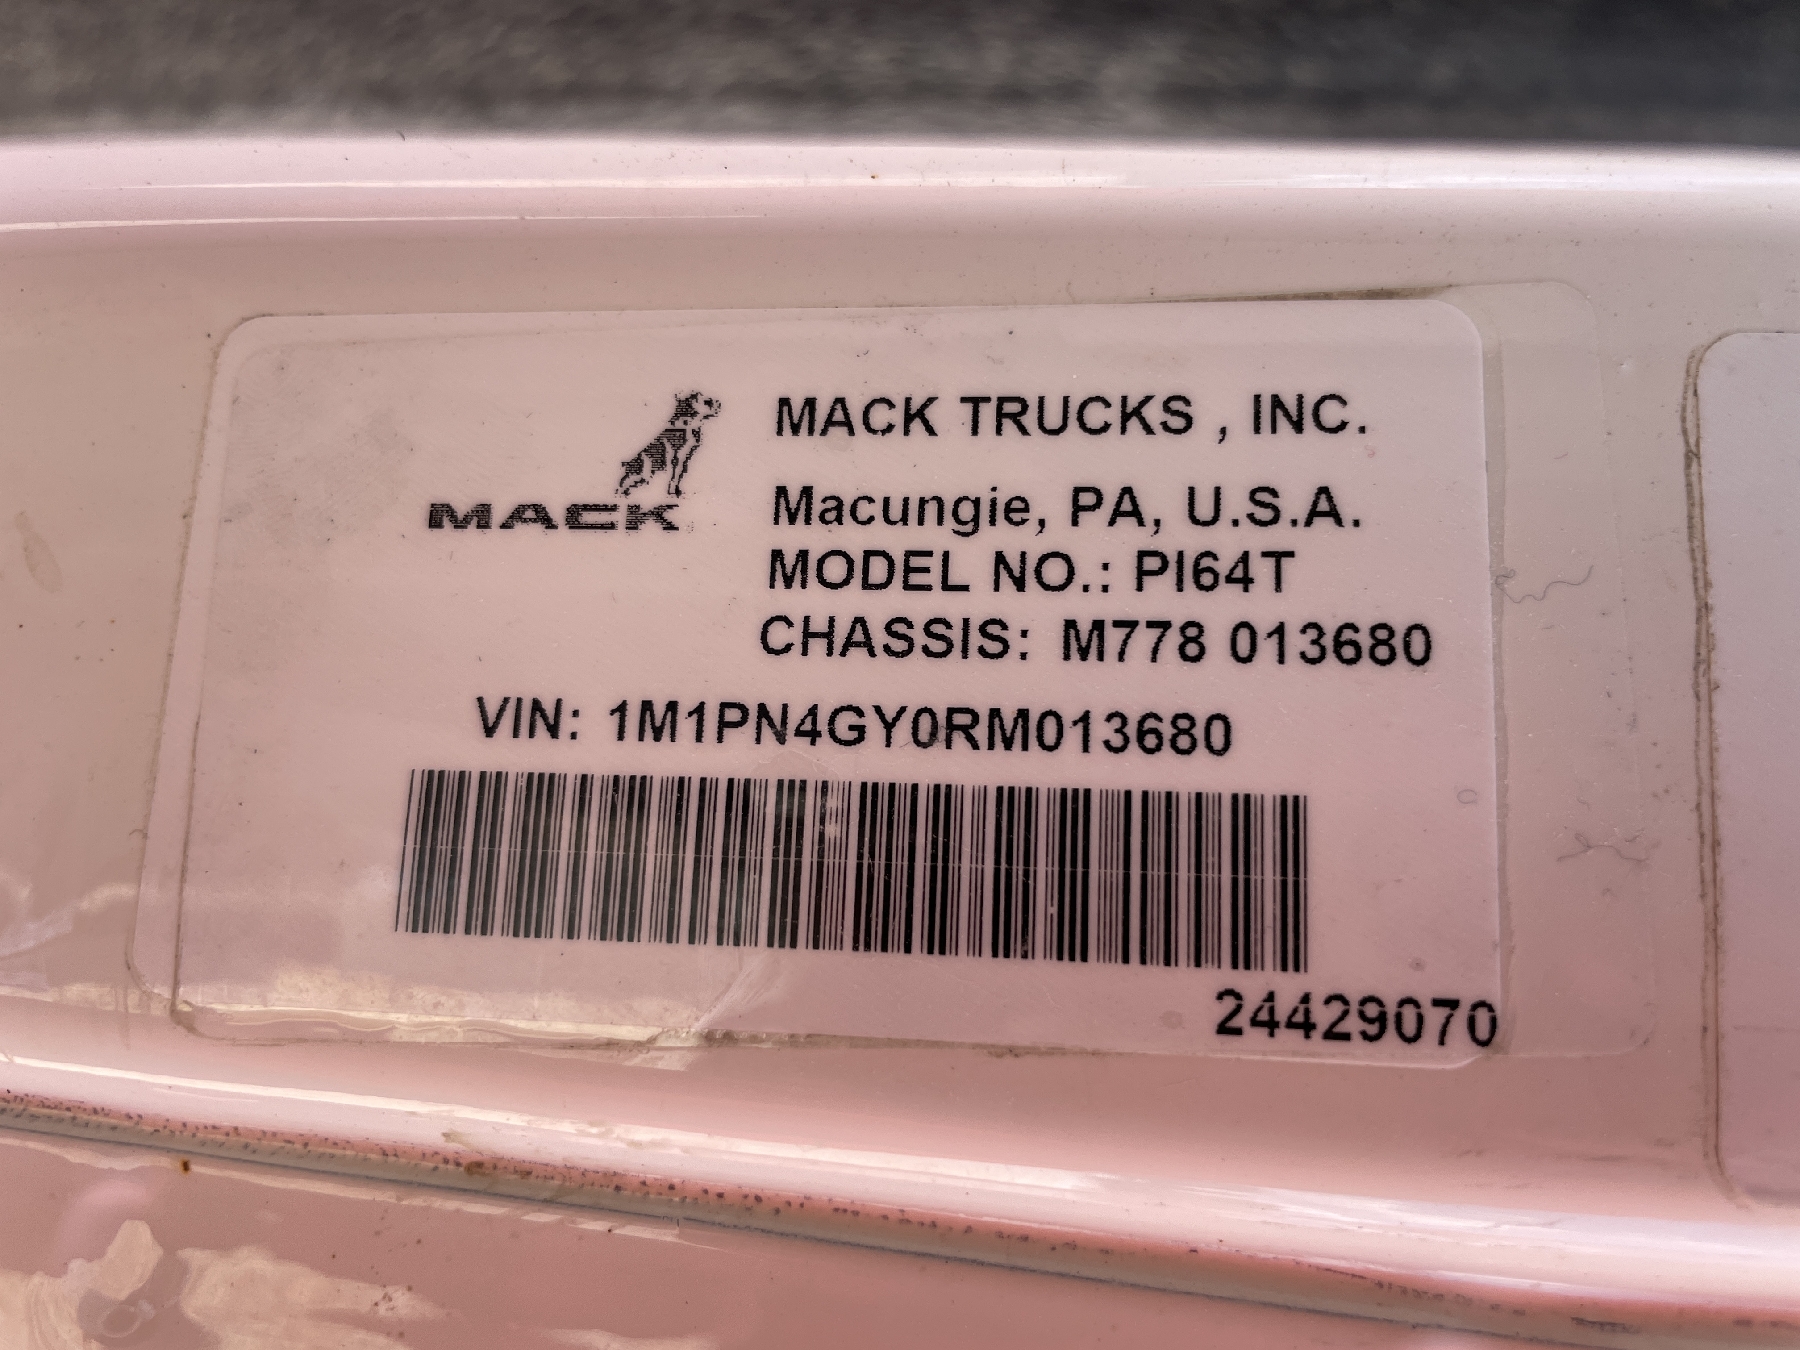 MACK TRUCKS , INC.
MACK
Macungie, PA, U.S.A.
MODEL NO.: PI64T
CHASSIS: M778 013680
VIN: 1M1PN4GY0RM013680
24429070